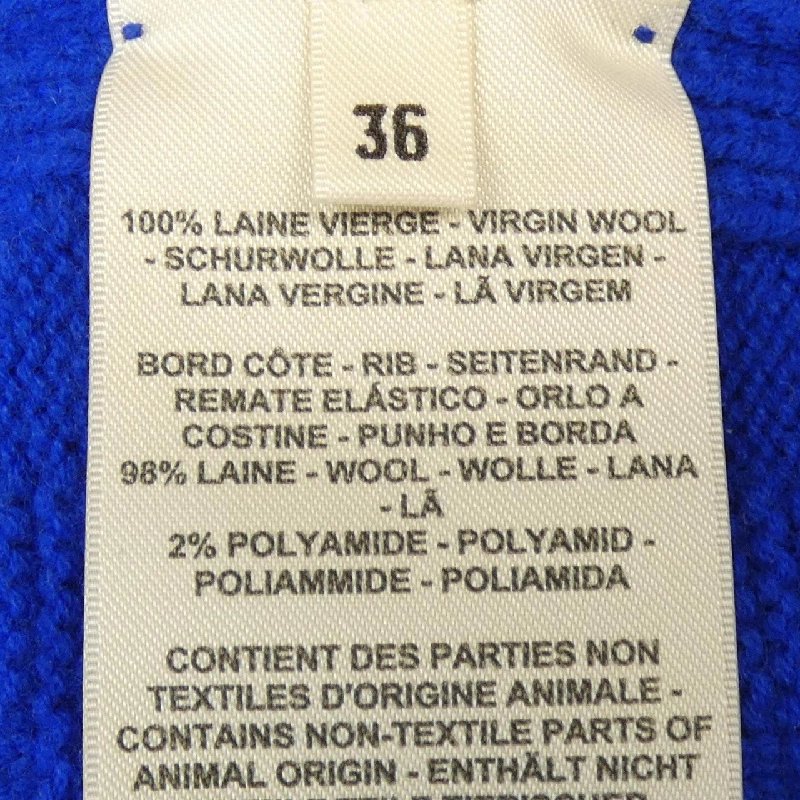 36
100% LAINE VIERGE - VIRGIN WOOL
- SCHURWOLLE - LANA VIRGEN -
LANA VERGINE - LÃ VIRGEM
BORD CÔTE - RIB - SEITENRAND -
REMATE ELÁSTICO - ORLO A
COSTINE - PUNHO E BORDA
98% LAINE - WOOL - WOLLE - LANA
- LÃ
2% POLYAMIDE - POLYAMID -
POLIAMMIDE - POLIAMIDA
CONTIENT DES PARTIES NON
TEXTILES D'ORIGINE ANIMALE -
CONTAINS NON-TEXTILE PARTS OF
ANIMAL ORIGIN - ENTHÄLT NICHT